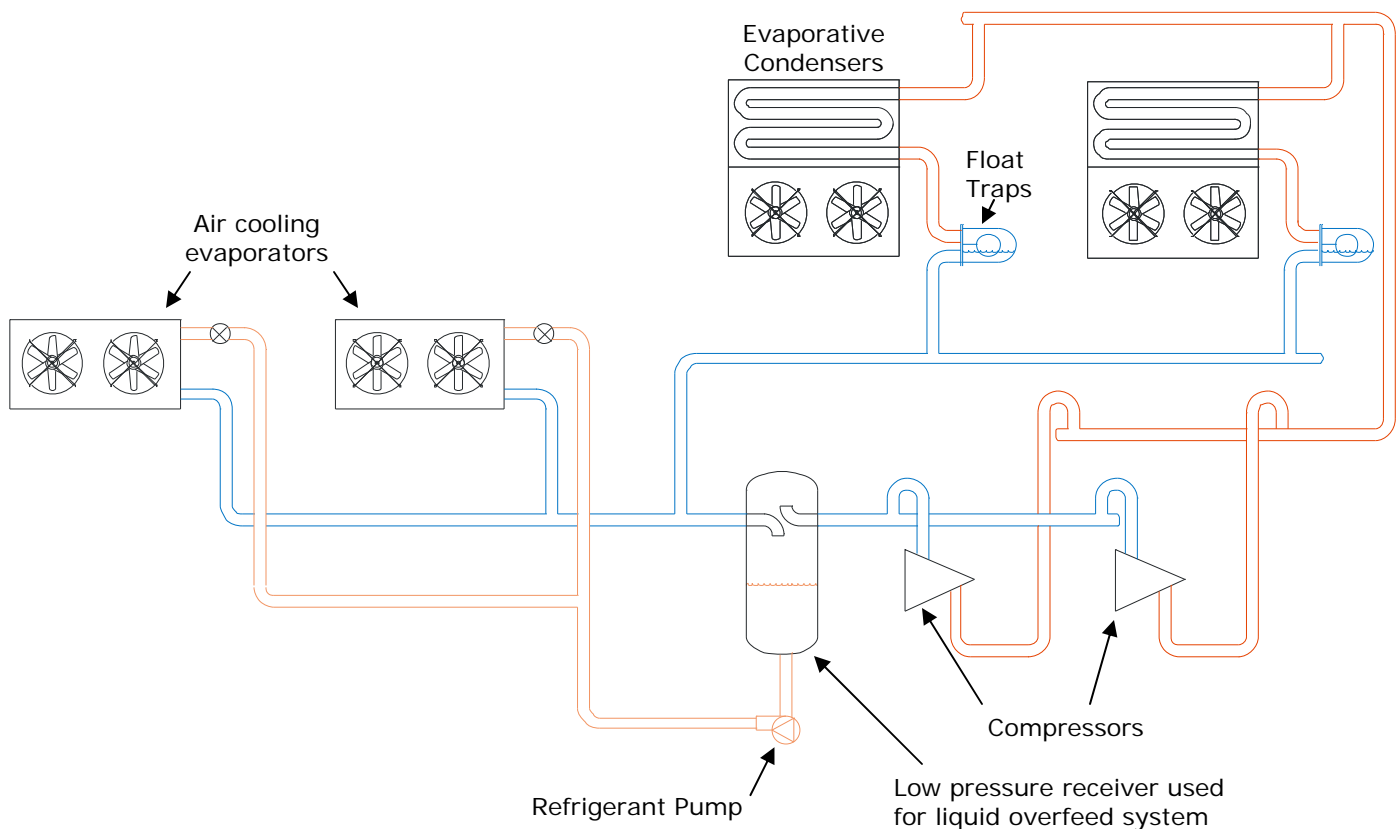 Evaporative
Condensers
Float
Traps
Air cooling
evaporators
Compressors
Refrigerant Pump
Low pressure receiver used
for liquid overfeed system